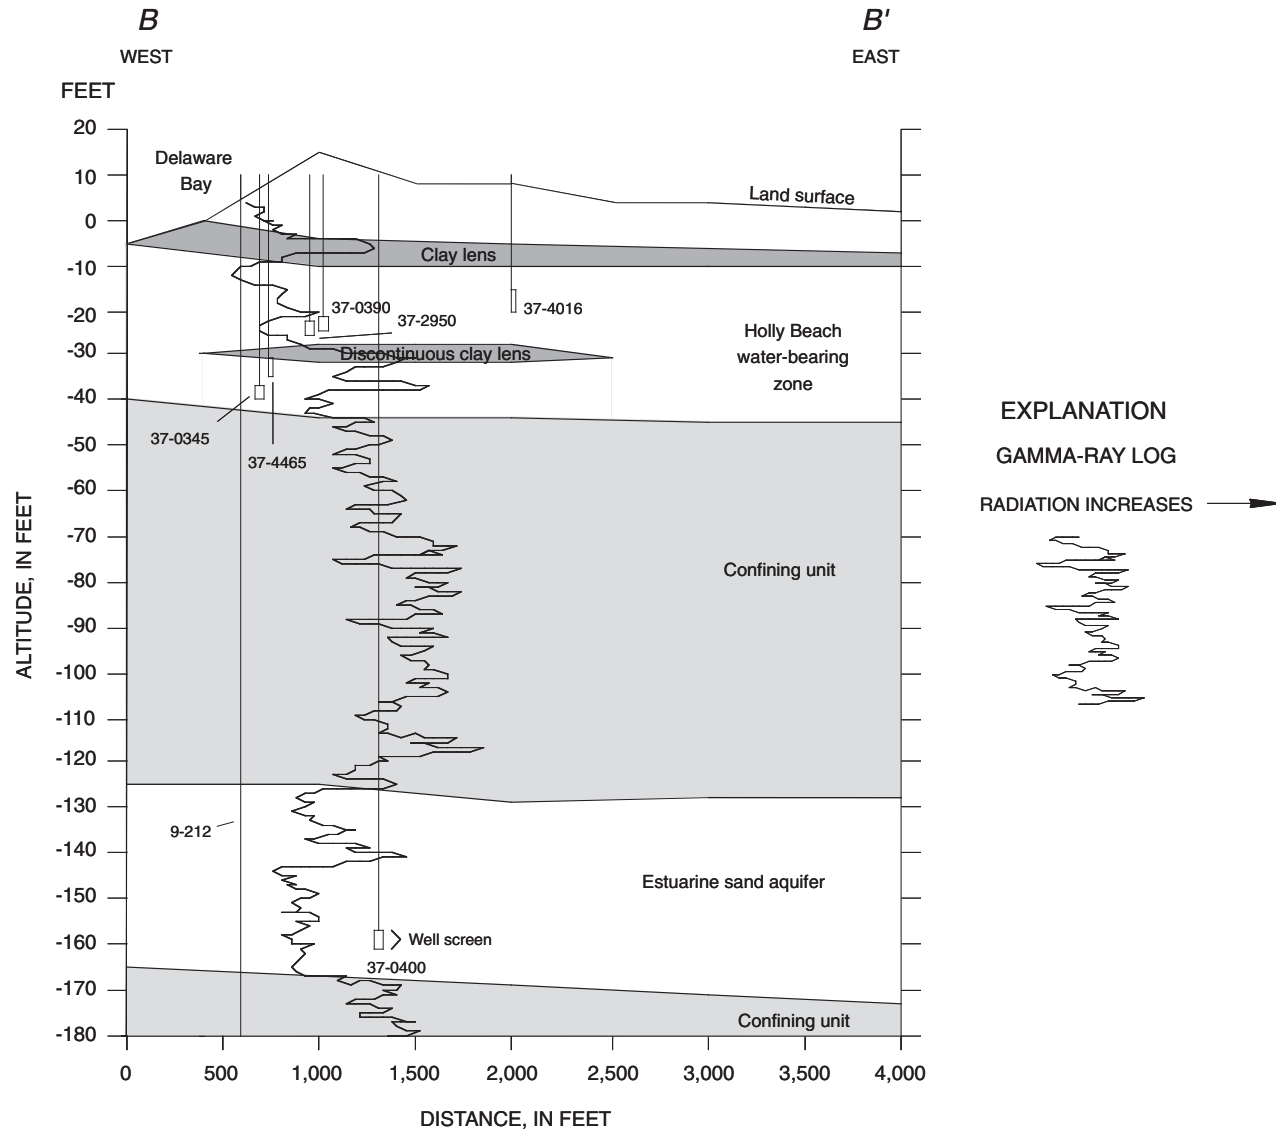 B
B'
WEST
EAST
FEET
20
10
0
-10
-20
-30
-40
-50
-60
-70
-80
-90
-100
-110
-120
-130
-140
-150
-160
-170
-180
ALTITUDE, IN FEET
Delaware
Bay
Land surface
Clay lens
37-0390
37-2950
37-4016
Holly Beach
water-bearing
zone
Discontinuous clay lens
37-0345
37-4465
Confining unit
9-212
Estuarine sand aquifer
Well screen
37-0400
Confining unit
0
500
1,000
1,500
2,000
2,500
3,000
3,500
4,000
DISTANCE, IN FEET
EXPLANATION
GAMMA-RAY LOG
RADIATION INCREASES